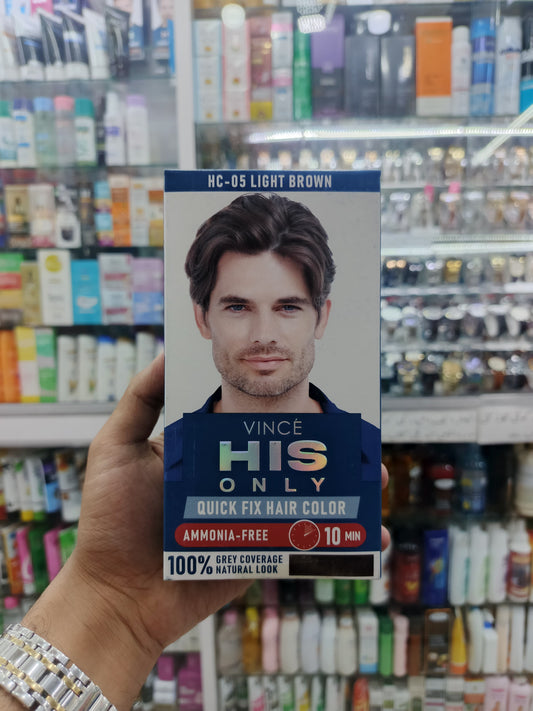 HC-05 LIGHT BROWN
VINCÉ
HIS
ONLY
QUICK FIX HAIR COLOR
AMMONIA-FREE 10 MIN
100% GREY COVERAGE
NATURAL LOOK